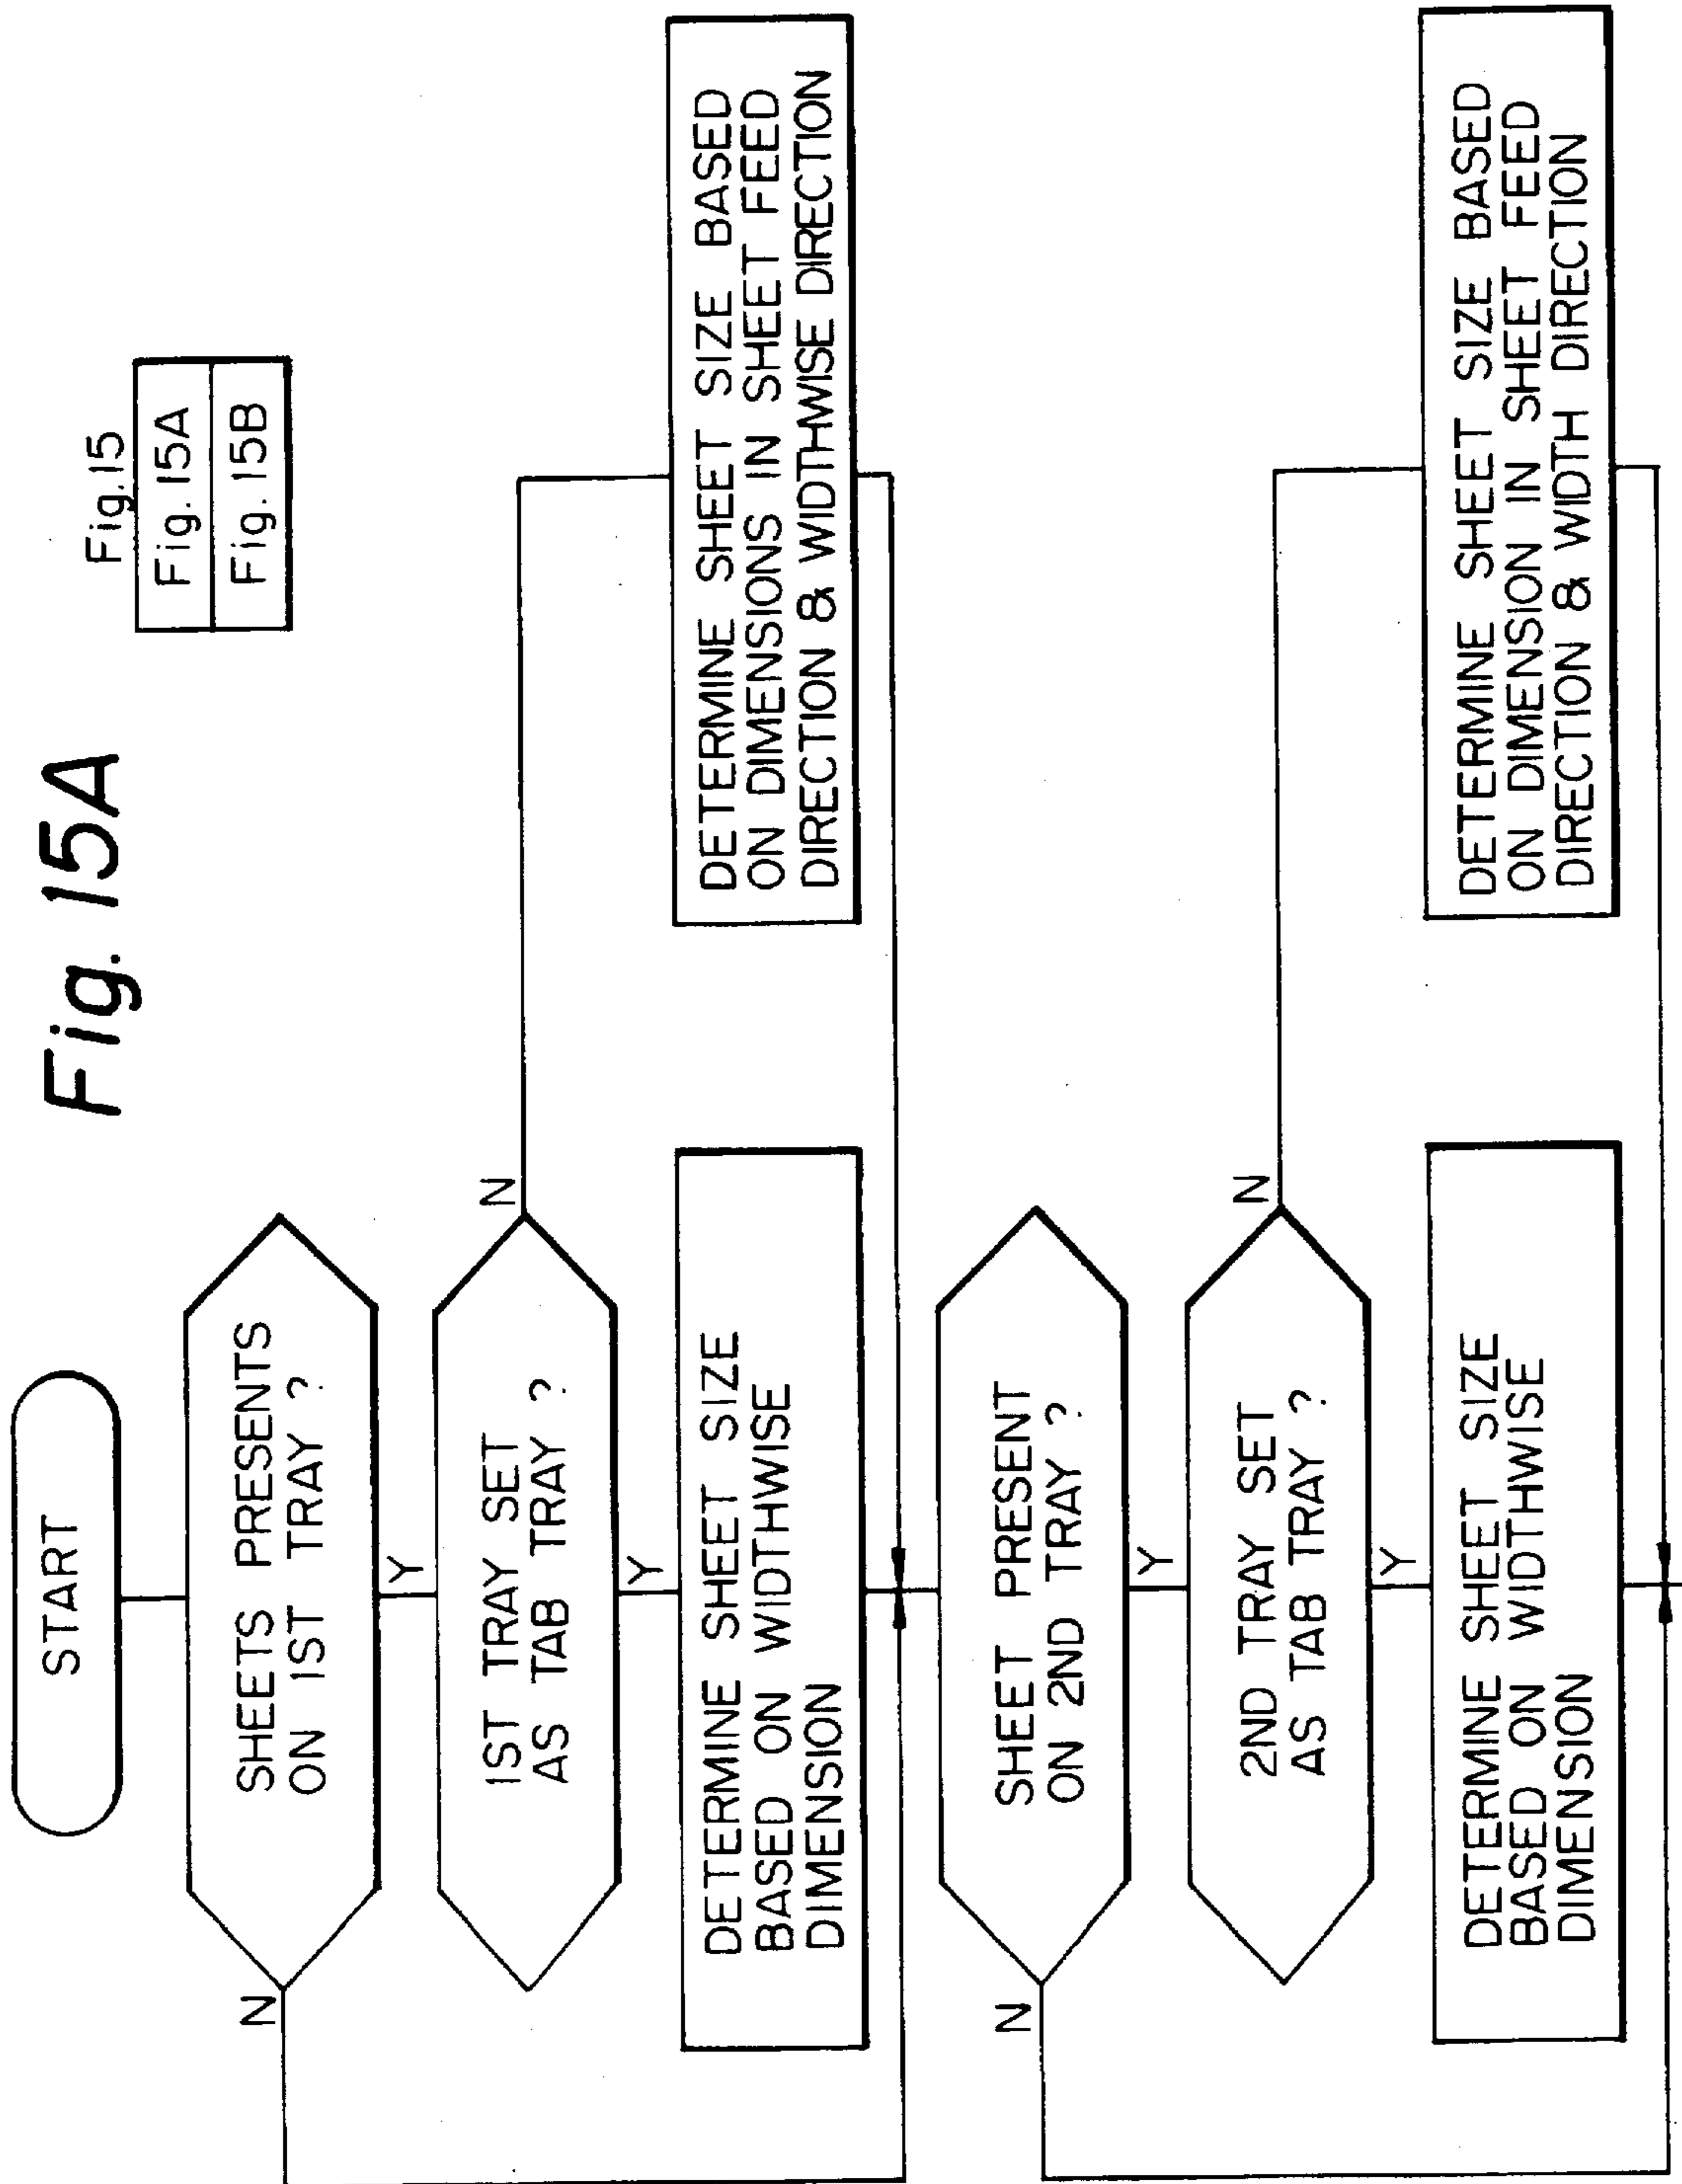 Fig. 15A
Fig. 15
Fig. 15A
Fig. 15B
START
SHEETS PRESENTS
ON 1ST TRAY ?
N
Y
1ST TRAY SET
AS TAB TRAY ?
N
Y
DETERMINE SHEET SIZE
BASED ON WIDTHWISE
DIMENSION
DETERMINE SHEET SIZE BASED
ON DIMENSIONS IN SHEET FEED
DIRECTION & WIDTHWISE DIRECTION
SHEET PRESENT
ON 2ND TRAY ?
N
Y
2ND TRAY SET
AS TAB TRAY ?
N
Y
DETERMINE SHEET SIZE
BASED ON WIDTHWISE
DIMENSION
DETERMINE SHEET SIZE BASED
ON DIMENSION IN SHEET FEED
DIRECTION & WIDTH DIRECTION